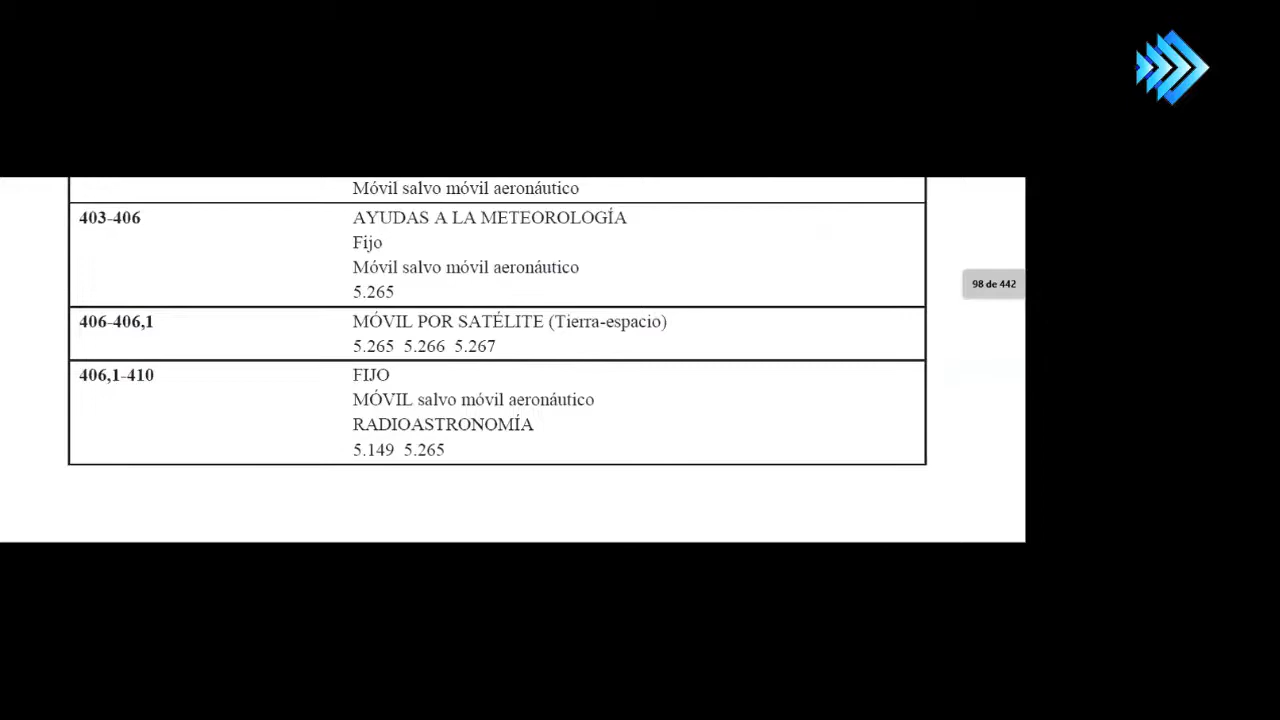 Móvil salvo móvil aeronáutico
403-406 AYUDAS A LA METEOROLOGÍA
Fijo
Móvil salvo móvil aeronáutico
5.265
98 de 442
406-406,1 MÓVIL POR SATÉLITE (Tierra-espacio)
5.265 5.266 5.267
406,1-410 FIJO
MÓVIL salvo móvil aeronáutico
RADIOASTRONOMÍA
5.149 5.265